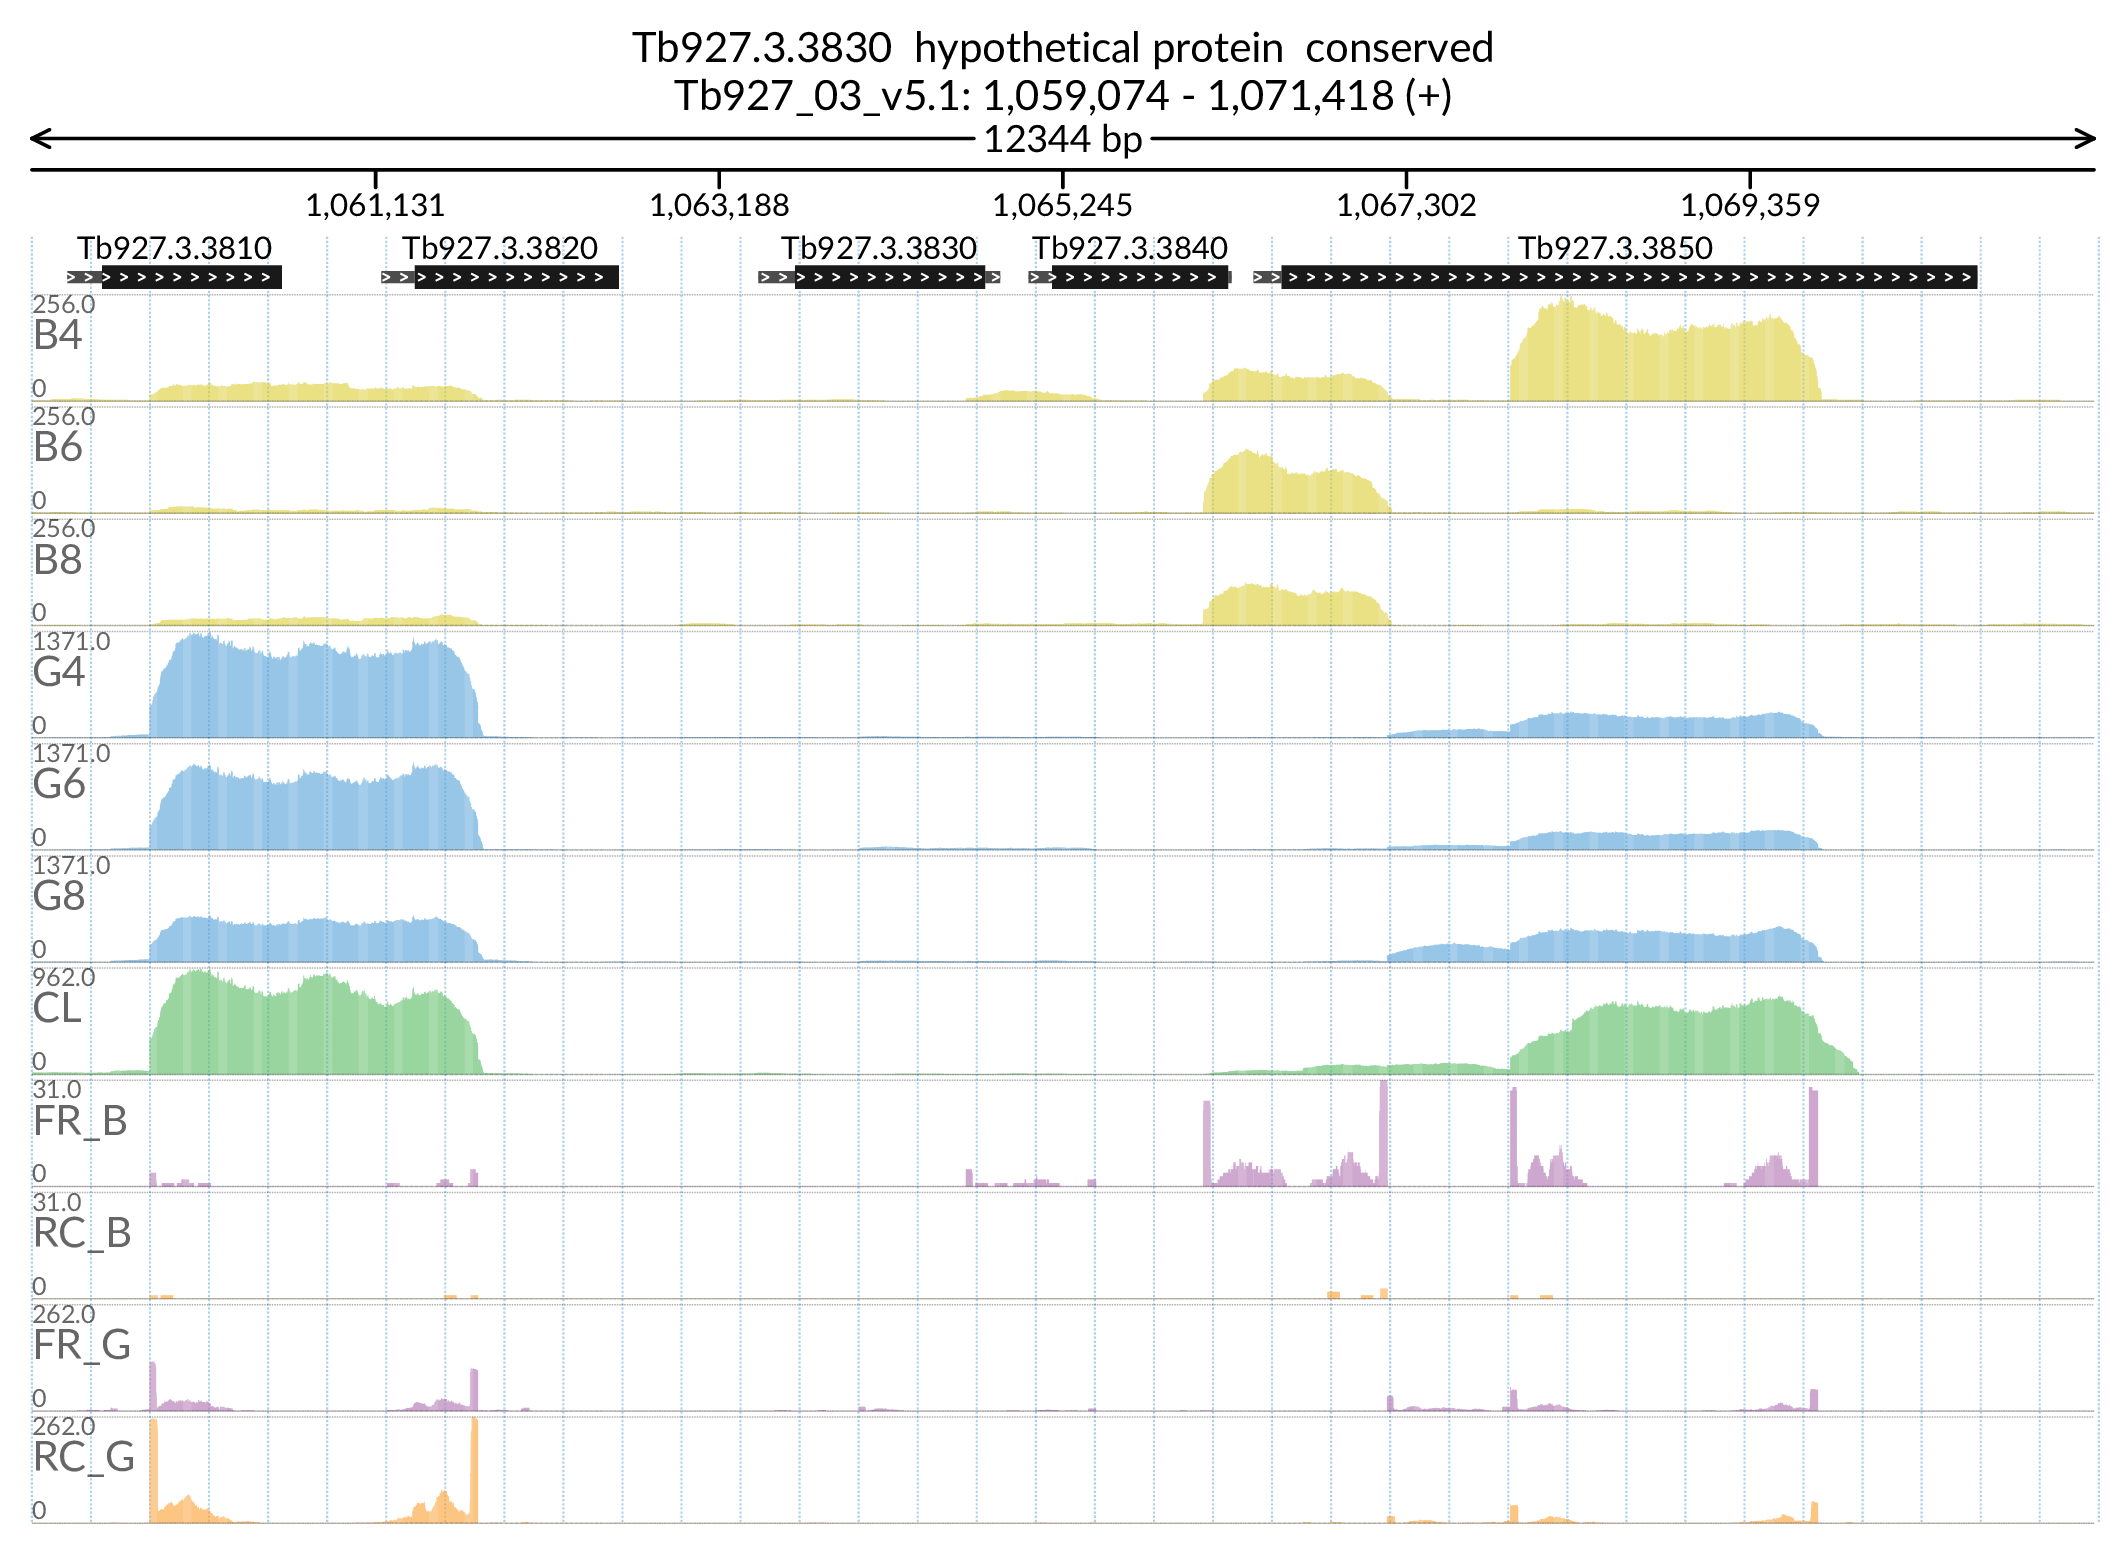 Tb927.3.3830 hypothetical protein conserved
Tb927_03_v5.1: 1,059,074 - 1,071,418 (+)
12344 bp
1,061,131 1,063,188 1,065,245 1,067,302 1,069,359
Tb927.3.3810 Tb927.3.3820 Tb927.3.3830 Tb927.3.3840 Tb927.3.3850
256.0
B4
0
256.0
B6
0
256.0
B8
0
1371.0
G4
0
1371.0
G6
0
1371.0
G8
0
962.0
CL
0
31.0
FR_B
0
31.0
RC_B
0
262.0
FR_G
0
262.0
RC_G
0